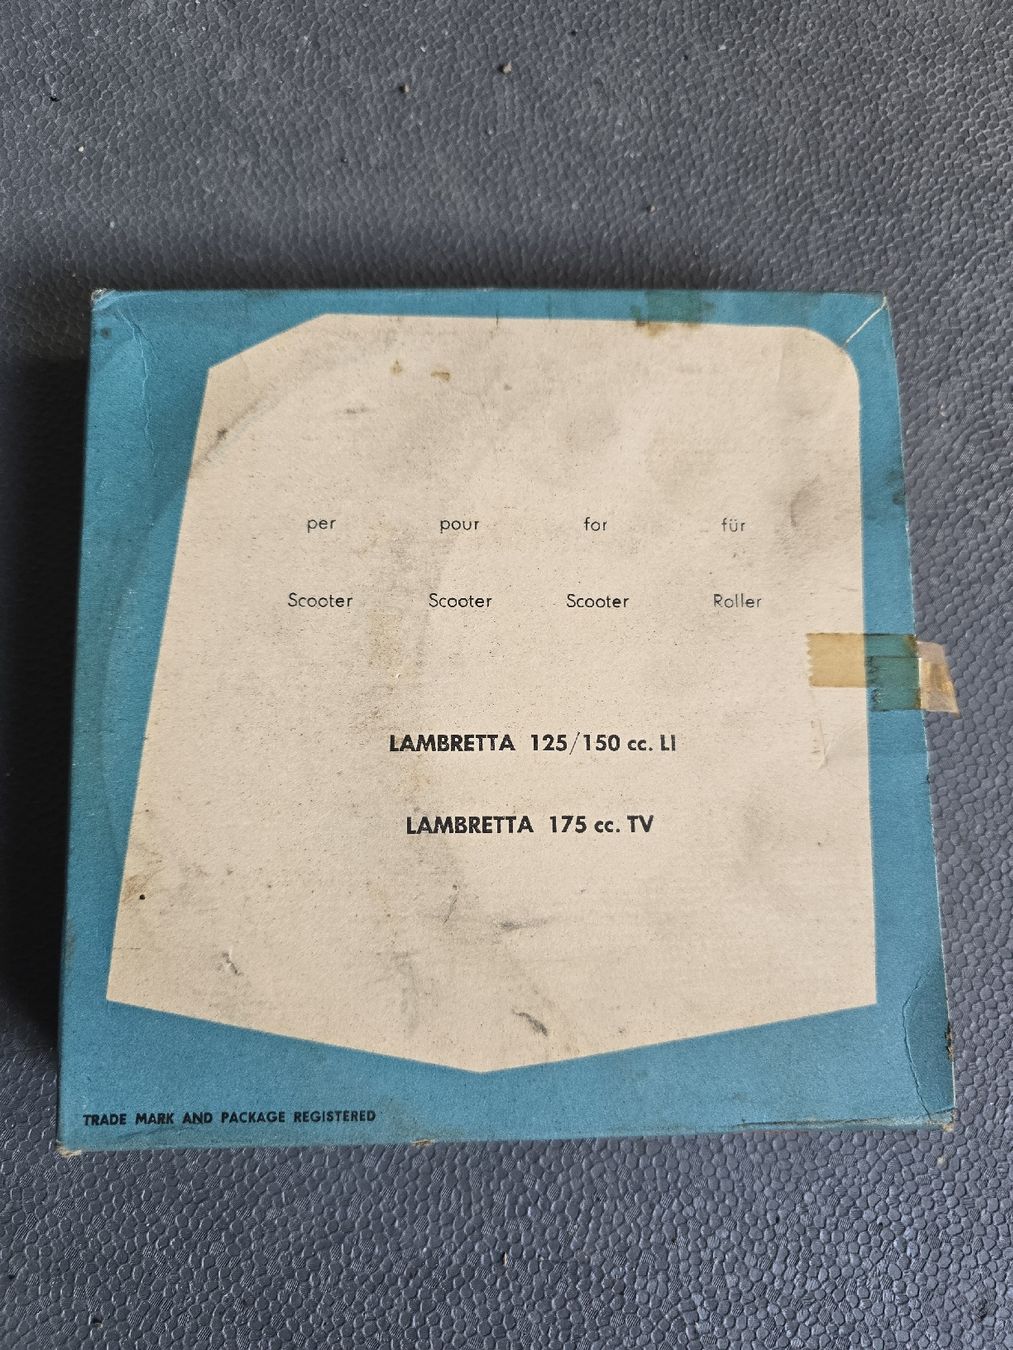 per pour for für
Scooter Scooter Scooter Roller
LAMBRETTA 125/150 cc. LI
LAMBRETTA 175 cc. TV
TRADE MARK AND PACKAGE REGISTERED